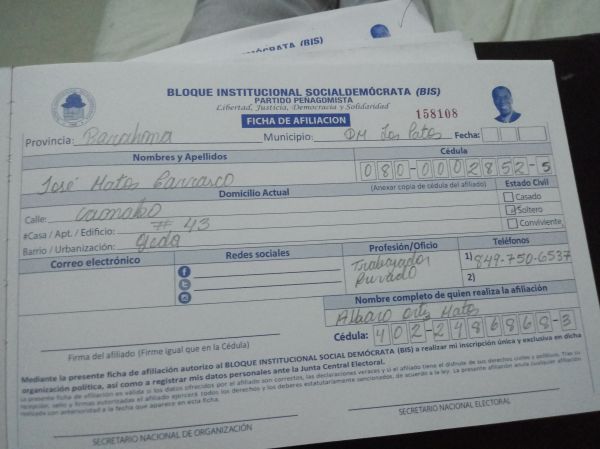 ÓCRATA (BIS)
BLOQUE INSTITUCIONAL SOCIALDEMÓCRATA (BIS)
PARTIDO PEÑAGOMISTA
Libertad, Justicia, Democracia y Solidaridad
FICHA DE AFILIACION
158108
Provincia: Barahona Municipio: DM Los Patos Fecha:
Nombres y Apellidos Cédula
José Matos Carrasco 080-0002852-5
(Anexar copia de cédula del afiliado)
Domicilio Actual Estado Civil
Calle: Casado
#Casa / Apt. / Edificio: # 43 Soltero
Barrio / Urbanización: Conviviente
Correo electrónico Redes sociales Profesión/Oficio Teléfonos
Trabajador Privado 1) 849-750-6537
2)
Nombre completo de quien realiza la afiliación
Alvaro Ortiz Matos
Cédula: 402-2486868-3
Firma del afiliado (Firme igual que en la Cédula)
Mediante la presente ficha de afiliación autorizo al BLOQUE INSTITUCIONAL SOCIAL DEMÓCRATA (BIS) a realizar mi inscripción única y exclusiva en dicha
organización política, así como a registrar mis datos personales ante la Junta Central Electoral.
SECRETARIO NACIONAL DE ORGANIZACIÓN
SECRETARIO NACIONAL ELECTORAL